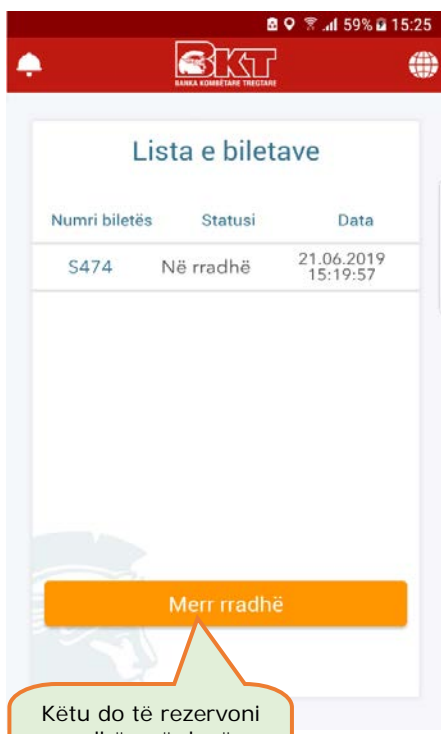 59% 15:25
BKT
BANKA KOMBËTARE TREGTARE
Lista e biletave
Numri biletës Statusi Data
S474 Në rradhë 21.06.2019
15:19:57
Merr rradhë
Këtu do të rezervoni